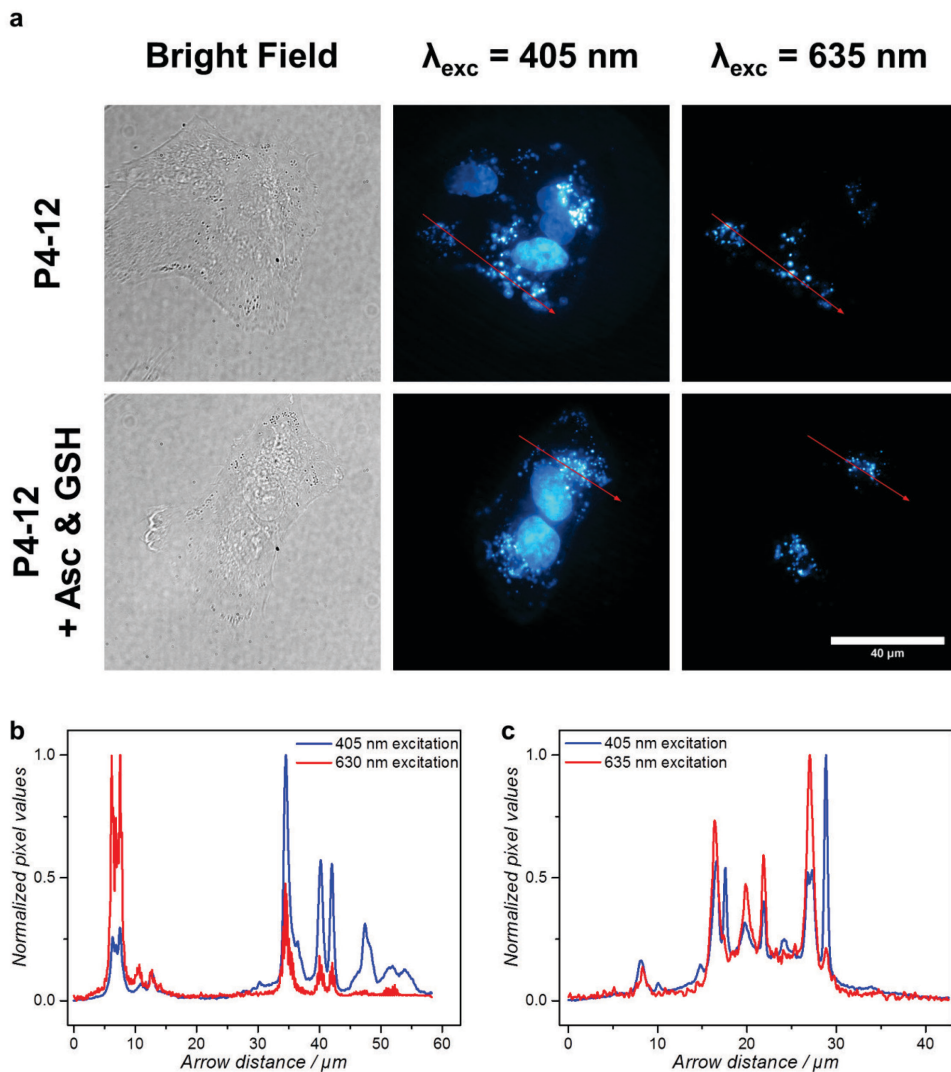 a
Bright Field
λexc = 405 nm
λexc = 635 nm
P4-12
P4-12
+ Asc & GSH
40 µm
b
405 nm excitation
630 nm excitation
Normalized pixel values
1.0
0.5
0.0
0 10 20 30 40 50 60
Arrow distance / µm
c
405 nm excitation
635 nm excitation
Normalized pixel values
1.0
0.5
0.0
0 10 20 30 40
Arrow distance / µm